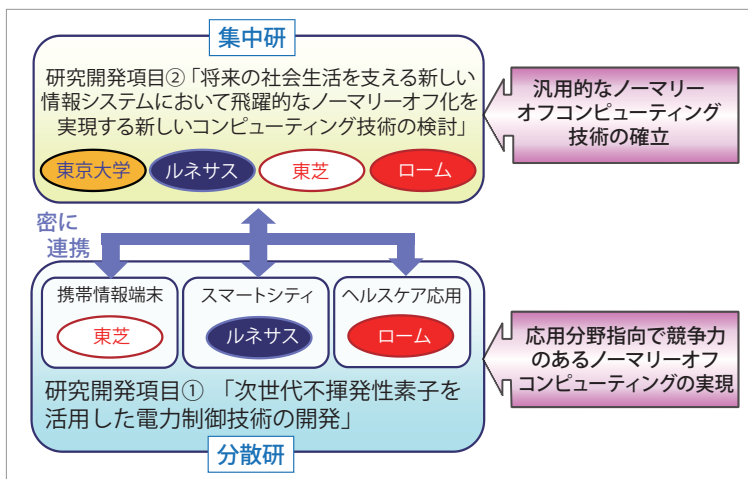 集中研
研究開発項目②「将来の社会生活を支える新しい
情報システムにおいて飛躍的なノーマリーオフ化を
実現する新しいコンピューティング技術の検討」
東京大学
ルネサス
東芝
ローム
汎用的なノーマリー
オフコンピューティング
技術の確立
密に
連携
携帯情報端末
東芝
スマートシティ
ルネサス
ヘルスケア応用
ローム
研究開発項目① 「次世代不揮発性素子を
活用した電力制御技術の開発」
分散研
応用分野指向で競争力
のあるノーマリーオフ
コンピューティングの実現